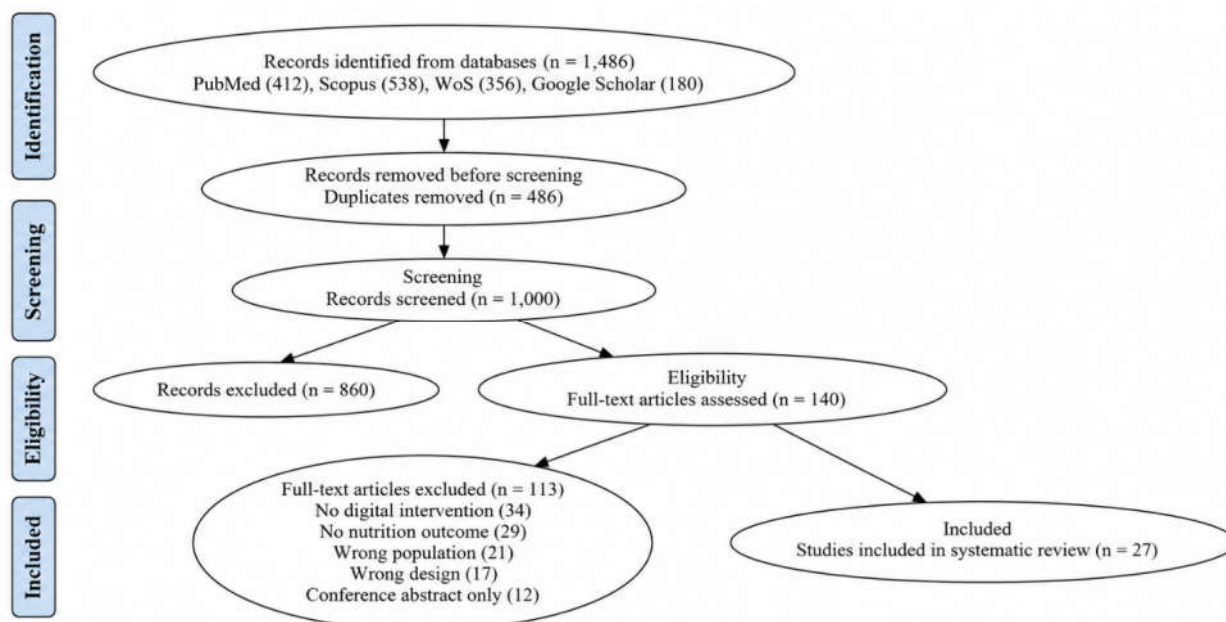 Identification
Records identified from databases (n = 1,486)
PubMed (412), Scopus (538), WoS (356), Google Scholar (180)
Records removed before screening
Duplicates removed (n = 486)
Screening
Screening
Records screened (n = 1,000)
Eligibility
Records excluded (n = 860)
Eligibility
Full-text articles assessed (n = 140)
Included
Full-text articles excluded (n = 113)
No digital intervention (34)
No nutrition outcome (29)
Wrong population (21)
Wrong design (17)
Conference abstract only (12)
Included
Studies included in systematic review (n = 27)